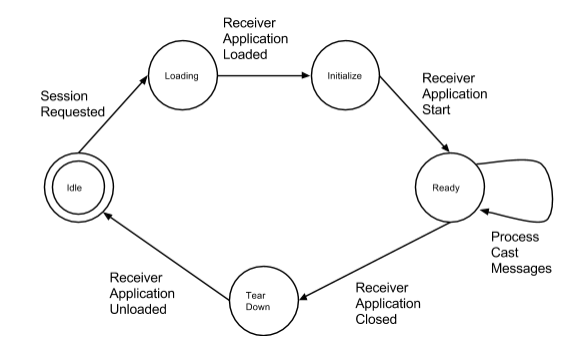 Receiver
Application
Loaded
Loading
Initialize
Receiver
Application
Start
Session
Requested
Idle
Ready
Process
Cast
Messages
Receiver
Application
Unloaded
Tear
Down
Receiver
Application
Closed